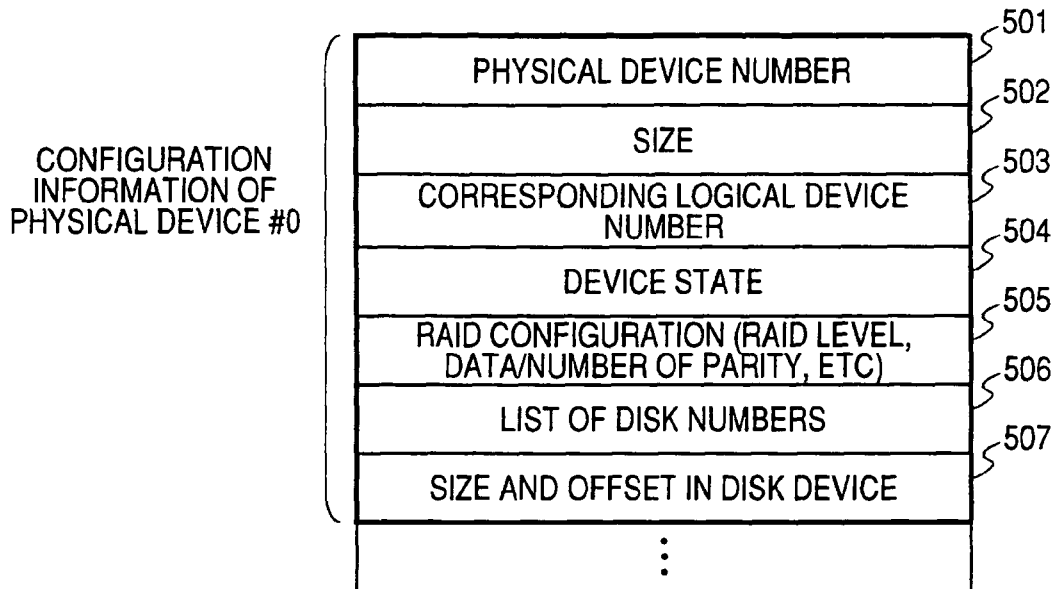 501
PHYSICAL DEVICE NUMBER
502
SIZE
503
CONFIGURATION
INFORMATION OF
PHYSICAL DEVICE #0
CORRESPONDING LOGICAL DEVICE
NUMBER
504
DEVICE STATE
505
RAID CONFIGURATION (RAID LEVEL,
DATA/NUMBER OF PARITY, ETC)
506
LIST OF DISK NUMBERS
507
SIZE AND OFFSET IN DISK DEVICE